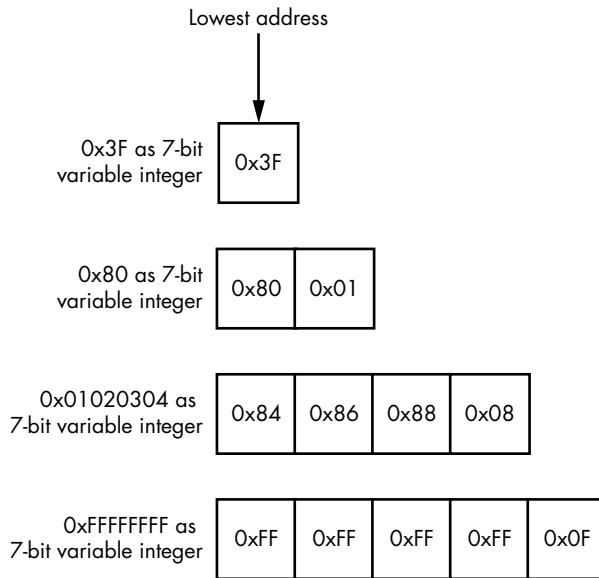 Lowest address
0x3F as 7-bit
variable integer
0x3F
0x80 as 7-bit
variable integer
0x80 0x01
0x01020304 as
7-bit variable integer
0x84 0x86 0x88 0x08
0xFFFFFFFF as
7-bit variable integer
0xFF 0xFF 0xFF 0xFF 0x0F